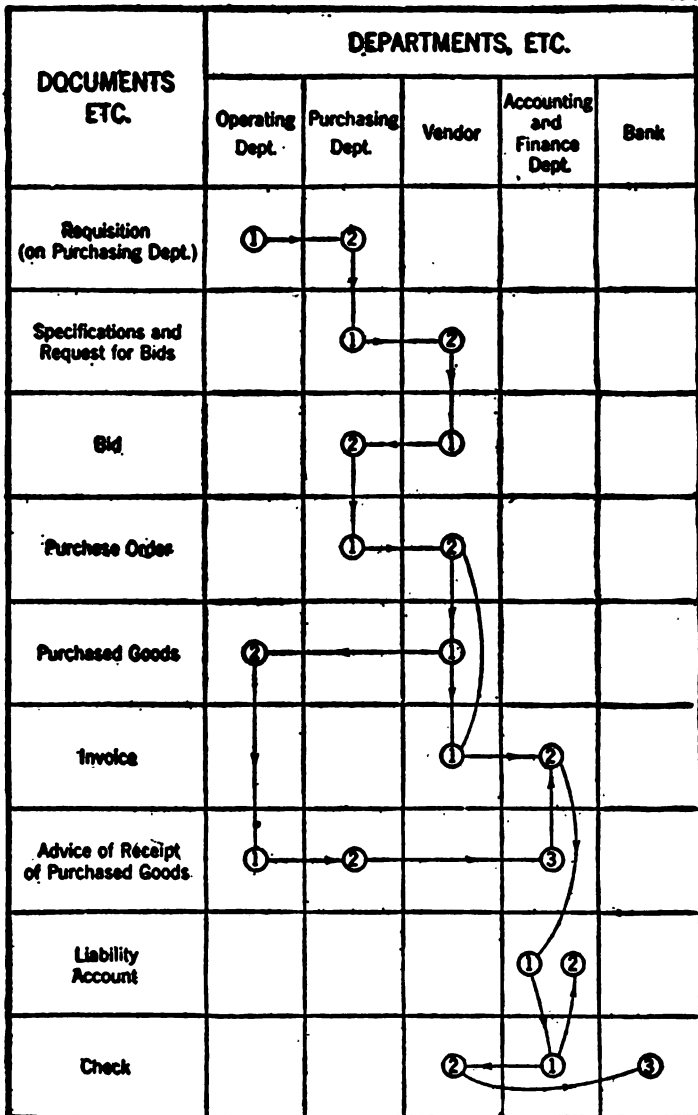 DEPARTMENTS, ETC.
DOCUMENTS
ETC.
Operating
Dept.
Purchasing
Dept.
Vendor
Accounting
and
Finance
Dept.
Bank
Requisition
(on Purchasing Dept.)
1 2
Specifications and
Request for Bids
1 2
Bid
2 1
Purchase Order
1 2
Purchased Goods
2 1
Invoice
1 2
Advice of Receipt
of Purchased Goods
1 2 3
Liability
Account
1 2
Check
2 1 3